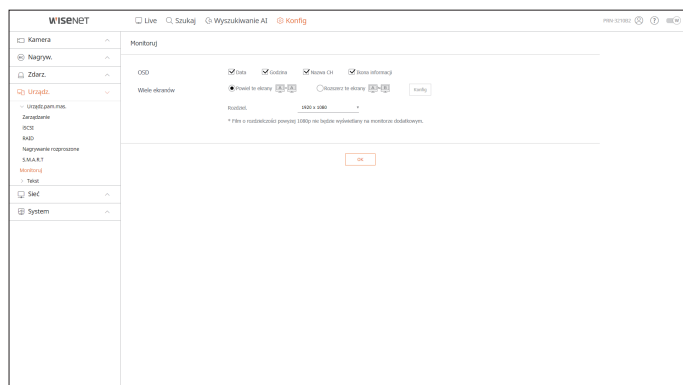 WISENET
Live Szukaj Wyszukiwanie AI Konfig
Kamera
Nagryw.
Zdarz.
Urządz.
Urządz.pam.mas.
Zarządzanie
iSCSI
RAID
Nagrywanie rozproszone
S.M.A.R.T
Monitoruj
Tekst
Sieć
System
Monitoruj
OSD Data Godzina Nazwa CH Ikona informacji
Wiele ekranów Powiel te ekrany Rozszerz te ekrany Konfig
Rozdziel. 1920 x 1080
* Film o rozdzielczości powyżej 1080p nie będzie wyświetlany na monitorze dodatkowym.
OK